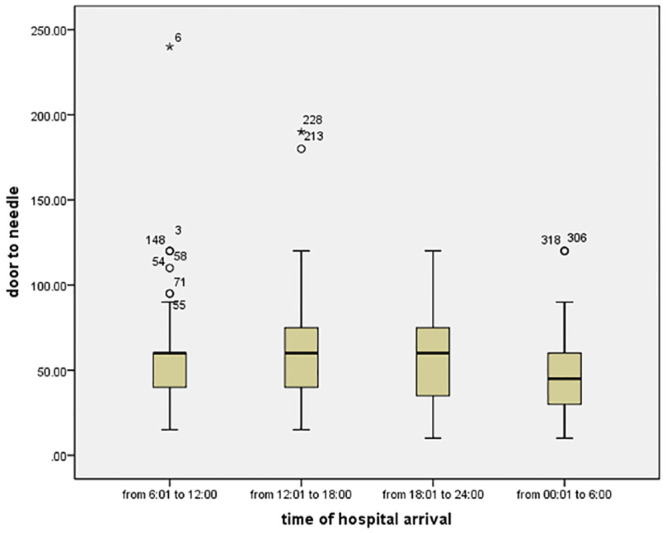 door to needle
250.00
200.00
150.00
100.00
50.00
.00
6
3
148
58
54
71
55
228
213
318 306
from 6:01 to 12:00
from 12:01 to 18:00
from 18:01 to 24:00
from 00:01 to 6:00
time of hospital arrival